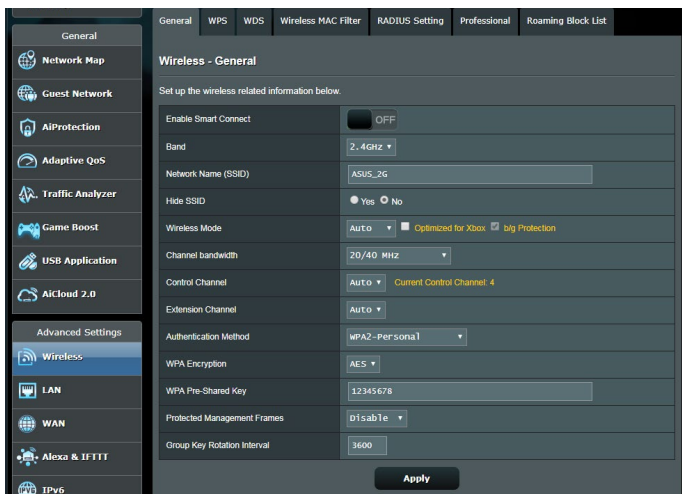 General WPS WDS Wireless MAC Filter RADIUS Setting Professional Roaming Block List
General
Network Map
Guest Network
AiProtection
Adaptive QoS
Traffic Analyzer
Game Boost
USB Application
AiCloud 2.0
Advanced Settings
Wireless
LAN
WAN
Alexa & IFTTT
IPv6
Wireless - General
Set up the wireless related information below.
Enable Smart Connect OFF
Band 2.4GHz
Network Name (SSID) ASUS_2G
Hide SSID Yes No
Wireless Mode Auto Optimized for Xbox b/g Protection
Channel bandwidth 20/40 MHz
Control Channel Auto Current Control Channel: 4
Extension Channel Auto
Authentication Method WPA2-Personal
WPA Encryption AES
WPA Pre-Shared Key 12345678
Protected Management Frames Disable
Group Key Rotation Interval 3600
Apply